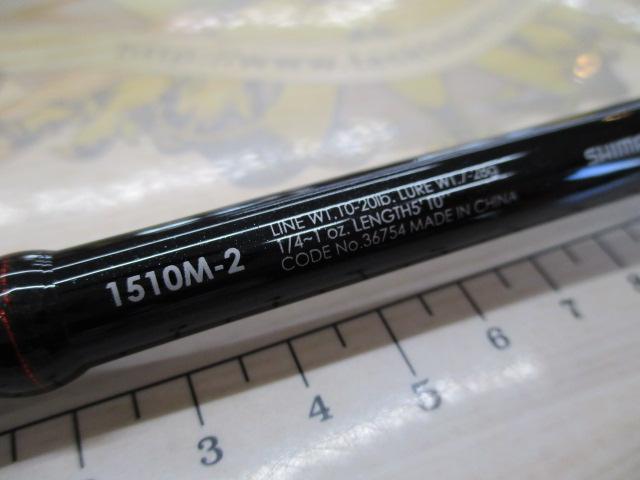 SHIMA
1510M-2
LINE WT.10-20lb. LURE WT.7-28g
1/4~1 oz. LENGTH5'10"
CODE No.36754 MADE IN CHINA
3 4 5 6 7 8